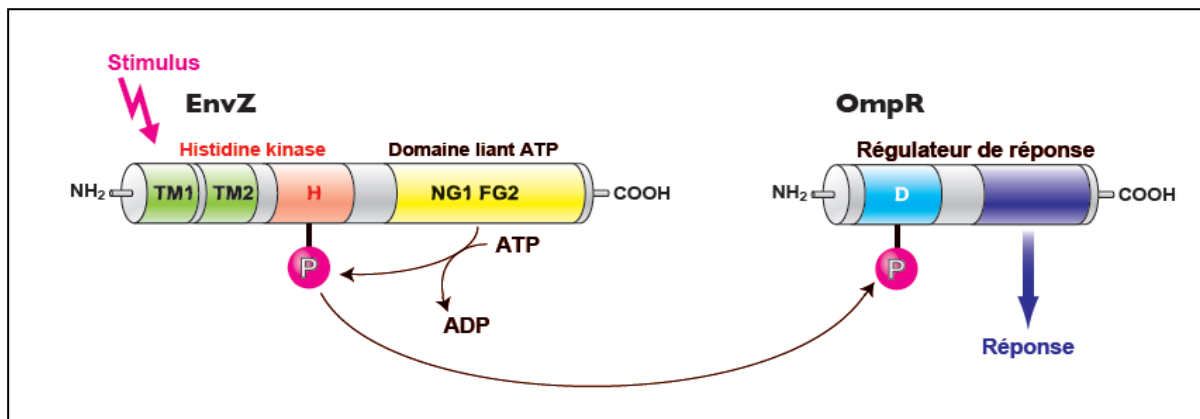 Stimulus
EnvZ
OmpR
Histidine kinase
Domaine liant ATP
Régulateur de réponse
NH2
TM1
TM2
H
NG1 FG2
COOH
NH2
D
COOH
P
ATP
ADP
P
Réponse